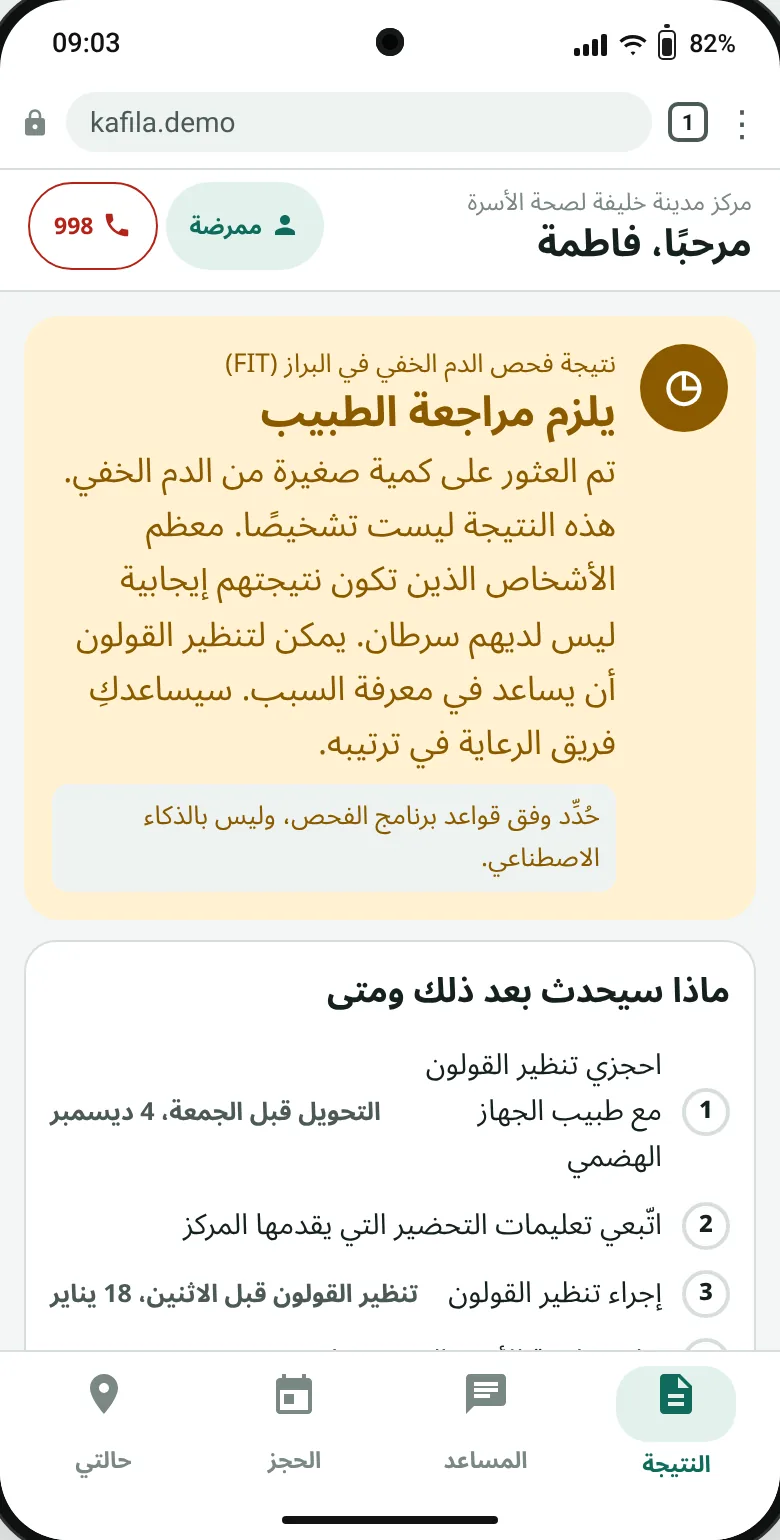 09:03
82%
kafila.demo
1
مركز مدينة خليفة لصحة الأسرة
مرحبًا، فاطمة
ممرضة
998
نتيجة فحص الدم الخفي في البراز (FIT)
يلزم مراجعة الطبيب
تم العثور على كمية صغيرة من الدم الخفي.
هذه النتيجة ليست تشخيصًا. معظم
الأشخاص الذين تكون نتيجتهم إيجابية
ليس لديهم سرطان. يمكن لتنظير القولون
أن يساعد في معرفة السبب. سيساعدكِ
فريق الرعاية في ترتيبه.
حُدِّد وفق قواعد برنامج الفحص، وليس بالذكاء
الاصطناعي.
ماذا سيحدث بعد ذلك ومتى
1
احجزي تنظير القولون
مع طبيب الجهاز
الهضمي
التحويل قبل الجمعة، 4 ديسمبر
2
اتّبعي تعليمات التحضير التي يقدمها المركز
3
إجراء تنظير القولون
تنظير القولون قبل الاثنين، 18 يناير
النتيجة
المساعد
الحجز
حالتي